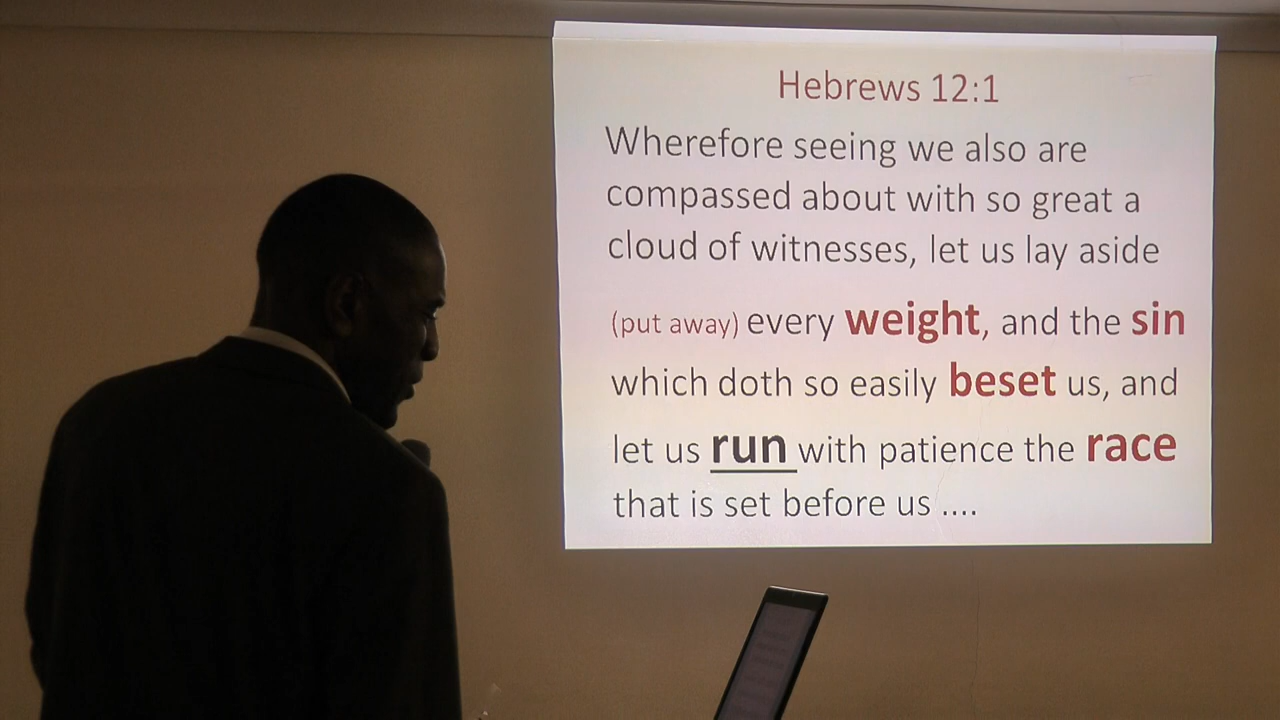 Hebrews 12:1
Wherefore seeing we also are
compassed about with so great a
cloud of witnesses, let us lay aside
(put away) every weight, and the sin
which doth so easily beset us, and
let us run with patience the race
that is set before us ....